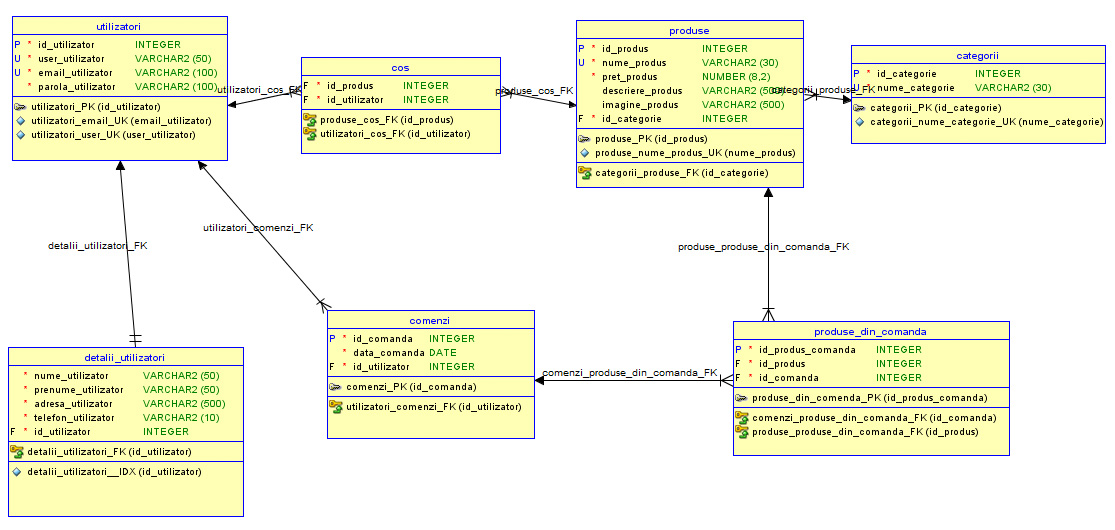 utilizatori
P * id_utilizator INTEGER
U * user_utilizator VARCHAR2 (50)
U * email_utilizator VARCHAR2 (100)
* parola_utilizator VARCHAR2 (100)
utilizatori_PK (id_utilizator)
utilizatori_email_UK (email_utilizator)
utilizatori_user_UK (user_utilizator)
utilizatori_cos_FK
cos
F * id_produs INTEGER
F * id_utilizator INTEGER
produse_cos_FK (id_produs)
utilizatori_cos_FK (id_utilizator)
produse_cos_FK
produse
P * id_produs INTEGER
U * nume_produs VARCHAR2 (30)
* pret_produs NUMBER (8,2)
descriere_produs VARCHAR2 (500)
imagine_produs VARCHAR2 (500)
F * id_categorie INTEGER
produse_PK (id_produs)
produse_nume_produs_UK (nume_produs)
categorii_produse_FK (id_categorie)
categorii_produse_FK
categorii
P * id_categorie INTEGER
U * nume_categorie VARCHAR2 (30)
categorii_PK (id_categorie)
categorii_nume_categorie_UK (nume_categorie)
detalii_utilizatori_FK
utilizatori_comenzi_FK
produse_produse_din_comanda_FK
detalii_utilizatori
* nume_utilizator VARCHAR2 (50)
* prenume_utilizator VARCHAR2 (50)
* adresa_utilizator VARCHAR2 (500)
* telefon_utilizator VARCHAR2 (10)
F * id_utilizator INTEGER
detalii_utilizatori_FK (id_utilizator)
detalii_utilizatori__IDX (id_utilizator)
comenzi
P * id_comanda INTEGER
* data_comanda DATE
F * id_utilizator INTEGER
comenzi_PK (id_comanda)
utilizatori_comenzi_FK (id_utilizator)
comenzi_produse_din_comanda_FK
produse_din_comanda
P * id_produs_comanda INTEGER
F * id_produs INTEGER
F * id_comanda INTEGER
produse_din_comenda_PK (id_produs_comanda)
comenzi_produse_din_comanda_FK (id_comanda)
produse_produse_din_comanda_FK (id_produs)